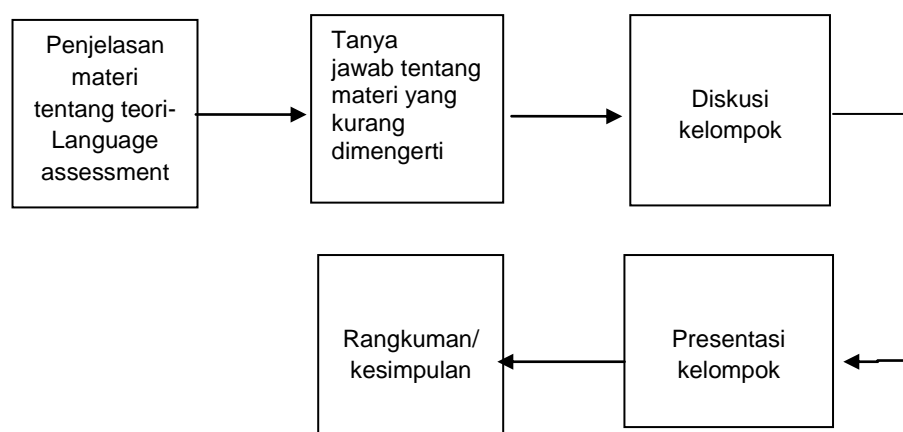 Penjelasan
materi
tentang teori-
Language
assessment
Tanya
jawab tentang
materi yang
kurang
dimengerti
Diskusi
kelompok
Presentasi
kelompok
Rangkuman/
kesimpulan